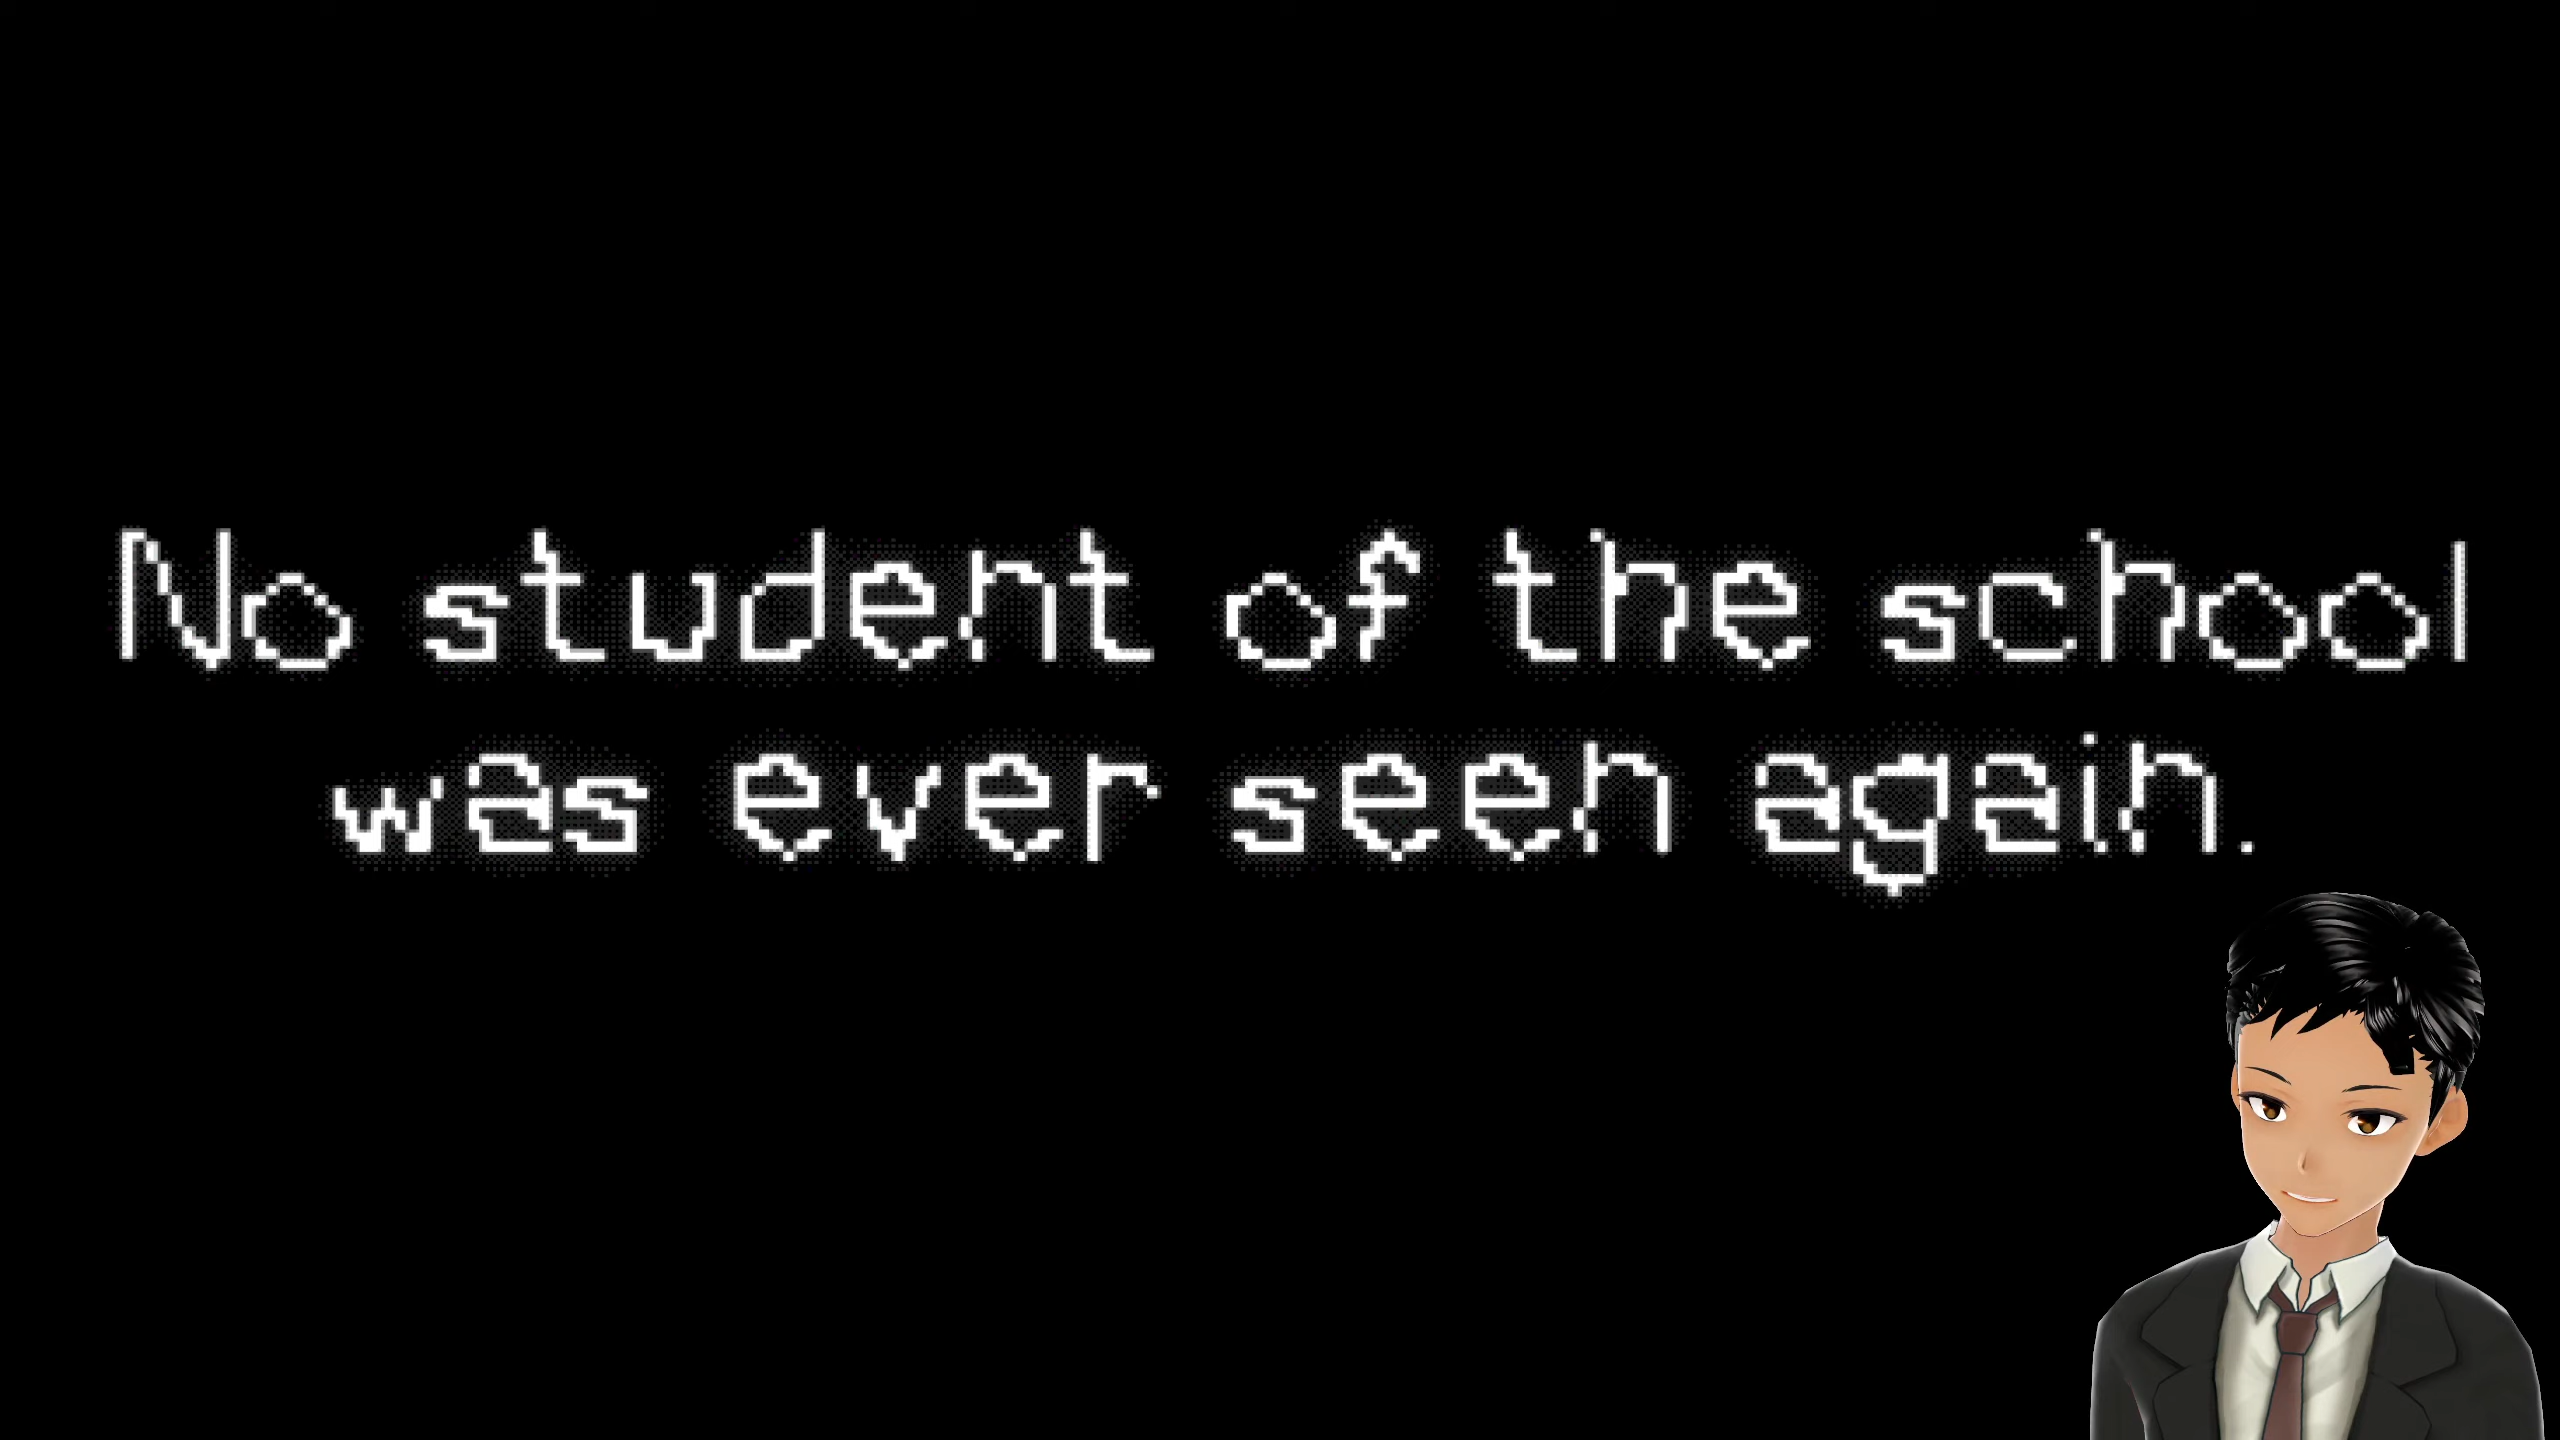 No student of the school
was ever seen again.